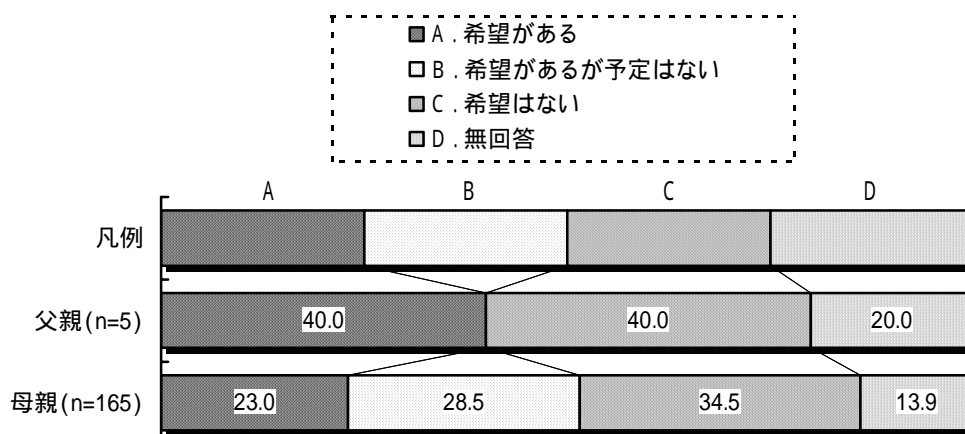 A．希望がある
B．希望があるが予定はない
C．希望はない
D．無回答
A B C D
凡例
父親(n=5) 40.0 40.0 20.0
母親(n=165) 23.0 28.5 34.5 13.9